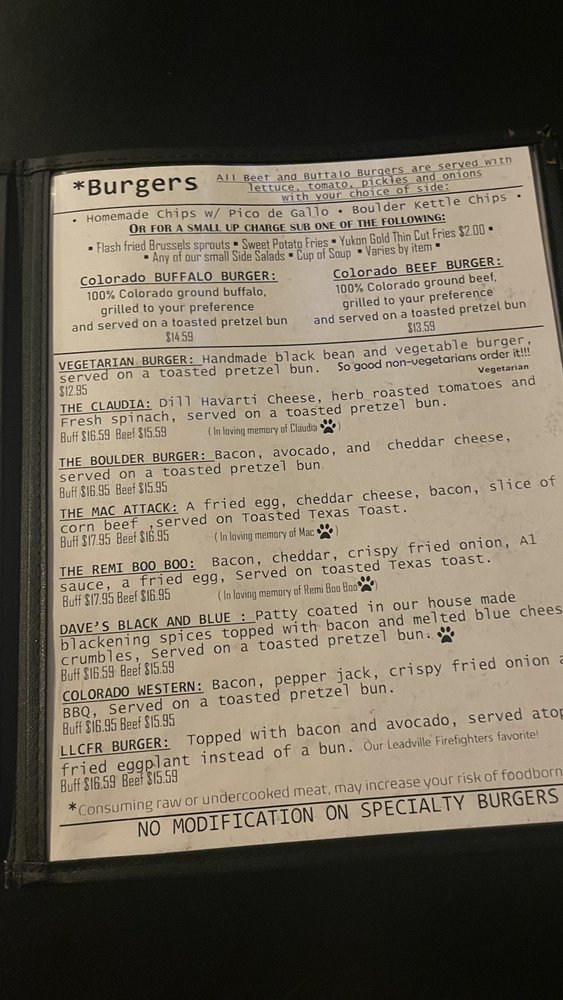 *Burgers
All Beef and Buffalo Burgers are served with
lettuce, tomato, pickles and onions
with your choice of side:
• Homemade Chips w/ Pico de Gallo • Boulder Kettle Chips •
OR FOR A SMALL UP CHARGE SUB ONE OF THE FOLLOWING:
▪ Flash fried Brussels sprouts ▪ Sweet Potato Fries ▪ Yukon Gold Thin Cut Fries $2.00 ▪
▪ Any of our small Side Salads ▪ Cup of Soup ▪ Varies by item ▪
Colorado BUFFALO BURGER:
100% Colorado ground buffalo,
grilled to your preference
and served on a toasted pretzel bun
$14.59
Colorado BEEF BURGER:
100% Colorado ground beef,
grilled to your preference
and served on a toasted pretzel bun
$13.59
VEGETARIAN BURGER: Handmade black bean and vegetable burger,
served on a toasted pretzel bun. So good non-vegetarians order it!!!
$12.95 Vegetarian
THE CLAUDIA: Dill Havarti Cheese, herb roasted tomatoes and
Fresh spinach, served on a toasted pretzel bun.
Buff $16.59 Beef $15.59 ( In loving memory of Claudia )
THE BOULDER BURGER: Bacon, avocado, and cheddar cheese,
served on a toasted pretzel bun
Buff $16.95 Beef $15.95
THE MAC ATTACK: A fried egg, cheddar cheese, bacon, slice of
corn beef ,served on Toasted Texas Toast.
Buff $17.95 Beef $16.95 ( In loving memory of Mac )
THE REMI BOO BOO: Bacon, cheddar, crispy fried onion, A1
sauce, a fried egg, Served on toasted Texas toast.
Buff $17.95 Beef $16.95 ( In loving memory of Remi Boo Boo )
DAVE'S BLACK AND BLUE : Patty coated in our house made
blackening spices topped with bacon and melted blue chees
crumbles, Served on a toasted pretzel bun.
Buff $16.59 Beef $15.59
COLORADO WESTERN: Bacon, pepper jack, crispy fried onion a
BBQ, Served on a toasted pretzel bun.
Buff $16.95 Beef $15.95
LLCFR BURGER: Topped with bacon and avocado, served atop
fried eggplant instead of a bun. Our Leadville Firefighters favorite!
Buff $16.59 Beef $15.59
*Consuming raw or undercooked meat, may increase your risk of foodborn
NO MODIFICATION ON SPECIALTY BURGERS